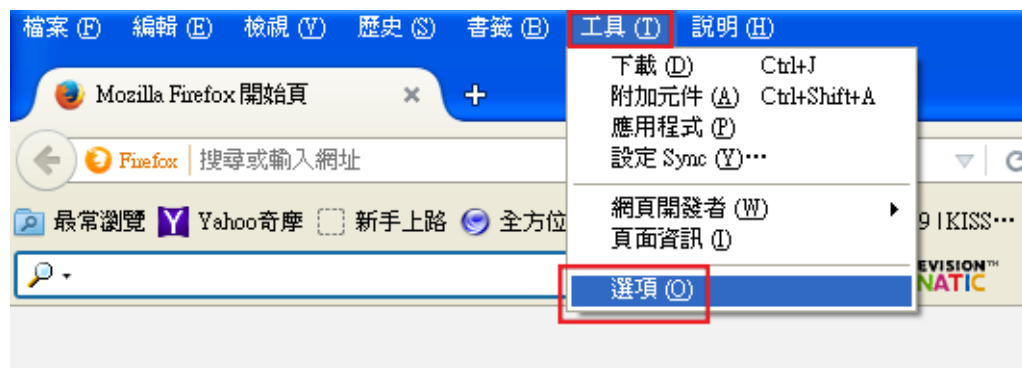 檔案 (F) 編輯 (E) 檢視 (V) 歷史 (S) 書籤 (B) 工具 (T) 說明 (H)
下載 (D) Ctrl+J
Mozilla Firefox 開始頁 × +
附加元件 (A) Ctrl+Shift+A
應用程式 (P)
Firefox 搜尋或輸入網址
設定 Sync (Y)…
網頁開發者 (W)
最常瀏覽 Yahoo奇摩 新手上路 全方位
9 | KISS…
頁面資訊 (I)
EVISION™
NATIC
選項 (O)